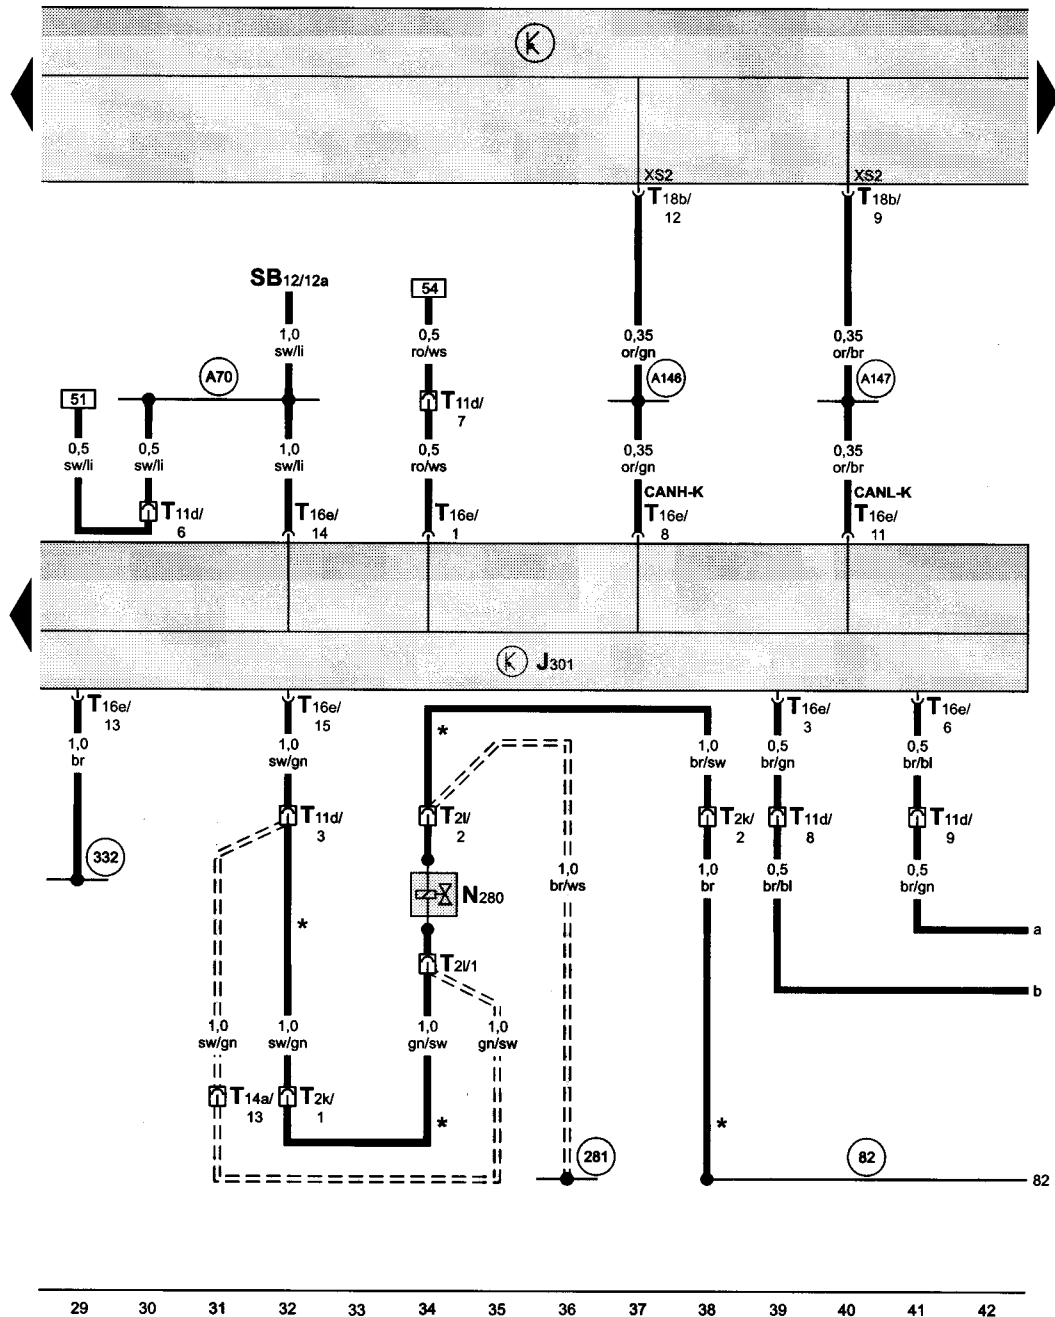 K
XS2 XS2
T18b/ T18b/
12 9
SB12/12a
54
1,0 0,5 0,35 0,35
sw/li ro/ws or/gn or/br
A70 A146 A147
51 T11d/
7
0,5 0,5 1,0 0,5 0,35 0,35
sw/li sw/li sw/li ro/ws or/gn or/br
CANH-K CANL-K
T11d/ T16e/ T16e/ T16e/ T16e/
6 14 1 8 11
K J301
T16e/ T16e/ T16e/ T16e/
13 15 3 6
1,0 1,0 * 1,0 0,5 0,5
br sw/gn br/sw br/gn br/bl
T11d/ T2l/ T2k/ T11d/ T11d/
3 2 2 8 9
332
1,0 1,0 0,5 0,5
br/ws br br/bl br/gn
N280
*
a
T2l/1
b
1,0 1,0 1,0 1,0
sw/gn sw/gn gn/sw gn/sw
T14a/ T2k/
13 1
* *
281 82
82
29 30 31 32 33 34 35 36 37 38 39 40 41 42